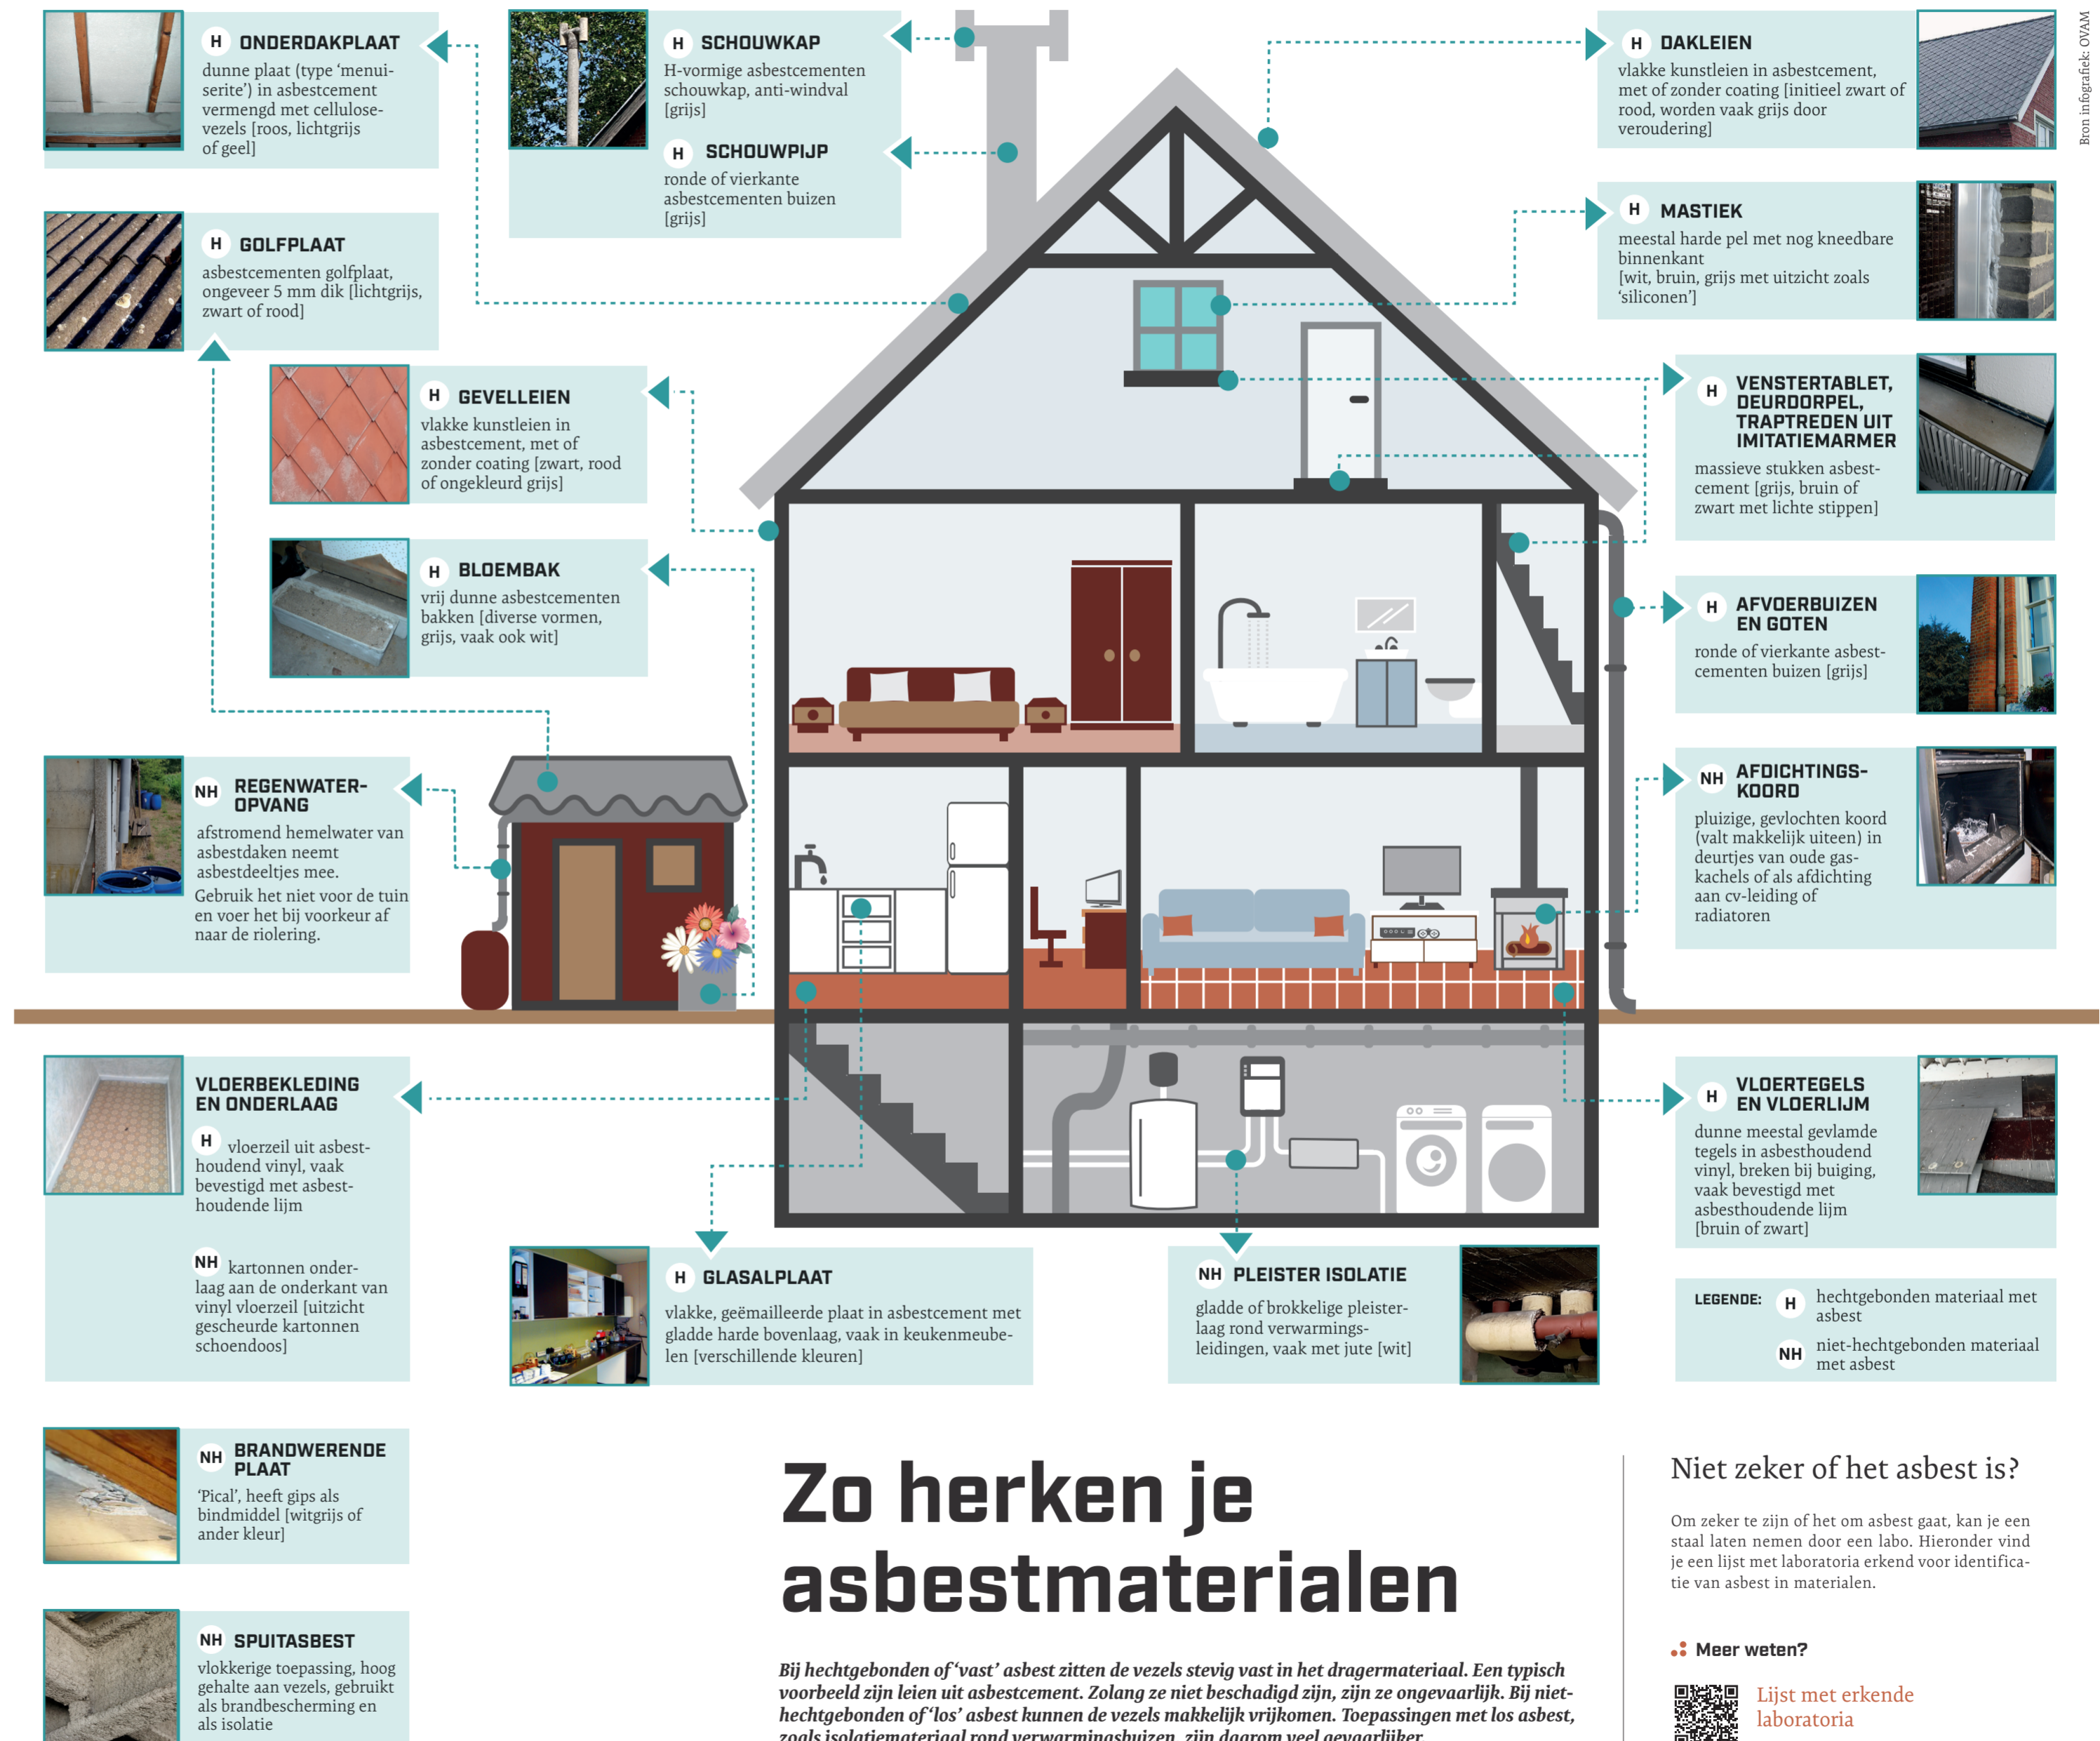 H ONDERDAKPLAAT
dunne plaat (type ‘menui-
serite’) in asbestcement
vermengd met cellulose-
vezels [roos, lichtgrijs
of geel]
H SCHOUWKAP
H-vormige asbestcementen
schouwkap, anti-windval
[grijs]
H SCHOUWPIJP
ronde of vierkante
asbestcementen buizen
[grijs]
H DAKLEIEN
vlakke kunstleien in asbestcement,
met of zonder coating [initieel zwart of
rood, worden vaak grijs door
veroudering]
Bron infografiek: OVAM
H GOLFPLAAT
asbestcementen golfplaat,
ongeveer 5 mm dik [lichtgrijs,
zwart of rood]
H MASTIEK
meestal harde pel met nog kneedbare
binnenkant
[wit, bruin, grijs met uitzicht zoals
‘siliconen’]
H GEVELLEIEN
vlakke kunstleien in
asbestcement, met of
zonder coating [zwart, rood
of ongekleurd grijs]
H VENSTERTABLET,
DEURDORPEL,
TRAPTREDEN UIT
IMITATIEMARMER
massieve stukken asbest-
cement [grijs, bruin of
zwart met lichte stippen]
H BLOEMBAK
vrij dunne asbestcementen
bakken [diverse vormen,
grijs, vaak ook wit]
H AFVOERBUIZEN
EN GOTEN
ronde of vierkante asbest-
cementen buizen [grijs]
NH REGENWATER-
OPVANG
afstromend hemelwater van
asbestdaken neemt
asbestdeeltjes mee.
Gebruik het niet voor de tuin
en voer het bij voorkeur af
naar de riolering.
NH AFDICHTINGS-
KOORD
pluizige, gevlochten koord
(valt makkelijk uiteen) in
deurtjes van oude gas-
kachels of als afdichting
aan cv-leiding of
radiatoren
VLOERBEKLEDING
EN ONDERLAAG
H vloerzeil uit asbest-
houdend vinyl, vaak
bevestigd met asbest-
houdende lijm
NH kartonnen onder-
laag aan de onderkant van
vinyl vloerzeil [uitzicht
gescheurde kartonnen
schoendoos]
H VLOERTEGELS
EN VLOERLIJM
dunne meestal gevlamde
tegels in asbesthoudend
vinyl, breken bij buiging,
vaak bevestigd met
asbesthoudende lijm
[bruin of zwart]
H GLASALPLAAT
vlakke, geëmailleerde plaat in asbestcement met
gladde harde bovenlaag, vaak in keukenmeube-
len [verschillende kleuren]
NH PLEISTER ISOLATIE
gladde of brokkelige pleister-
laag rond verwarmings-
leidingen, vaak met jute [wit]
LEGENDE:
H hechtgebonden materiaal met
asbest
NH niet-hechtgebonden materiaal
met asbest
NH BRANDWERENDE
PLAAT
‘Pical’, heeft gips als
bindmiddel [witgrijs of
ander kleur]
NH SPUITASBEST
vlokkerige toepassing, hoog
gehalte aan vezels, gebruikt
als brandbescherming en
als isolatie
Zo herken je
asbestmaterialen
Bij hechtgebonden of ‘vast’ asbest zitten de vezels stevig vast in het dragermateriaal. Een typisch
voorbeeld zijn leien uit asbestcement. Zolang ze niet beschadigd zijn, zijn ze ongevaarlijk. Bij niet-
hechtgebonden of ‘los’ asbest kunnen de vezels makkelijk vrijkomen. Toepassingen met los asbest,
zoals isolatiemateriaal rond verwarmingsbuizen, zijn daarom veel gevaarlijker.
Niet zeker of het asbest is?
Om zeker te zijn of het om asbest gaat, kan je een
staal laten nemen door een labo. Hieronder vind
je een lijst met laboratoria erkend voor identifica-
tie van asbest in materialen.
Meer weten?
Lijst met erkende
laboratoria